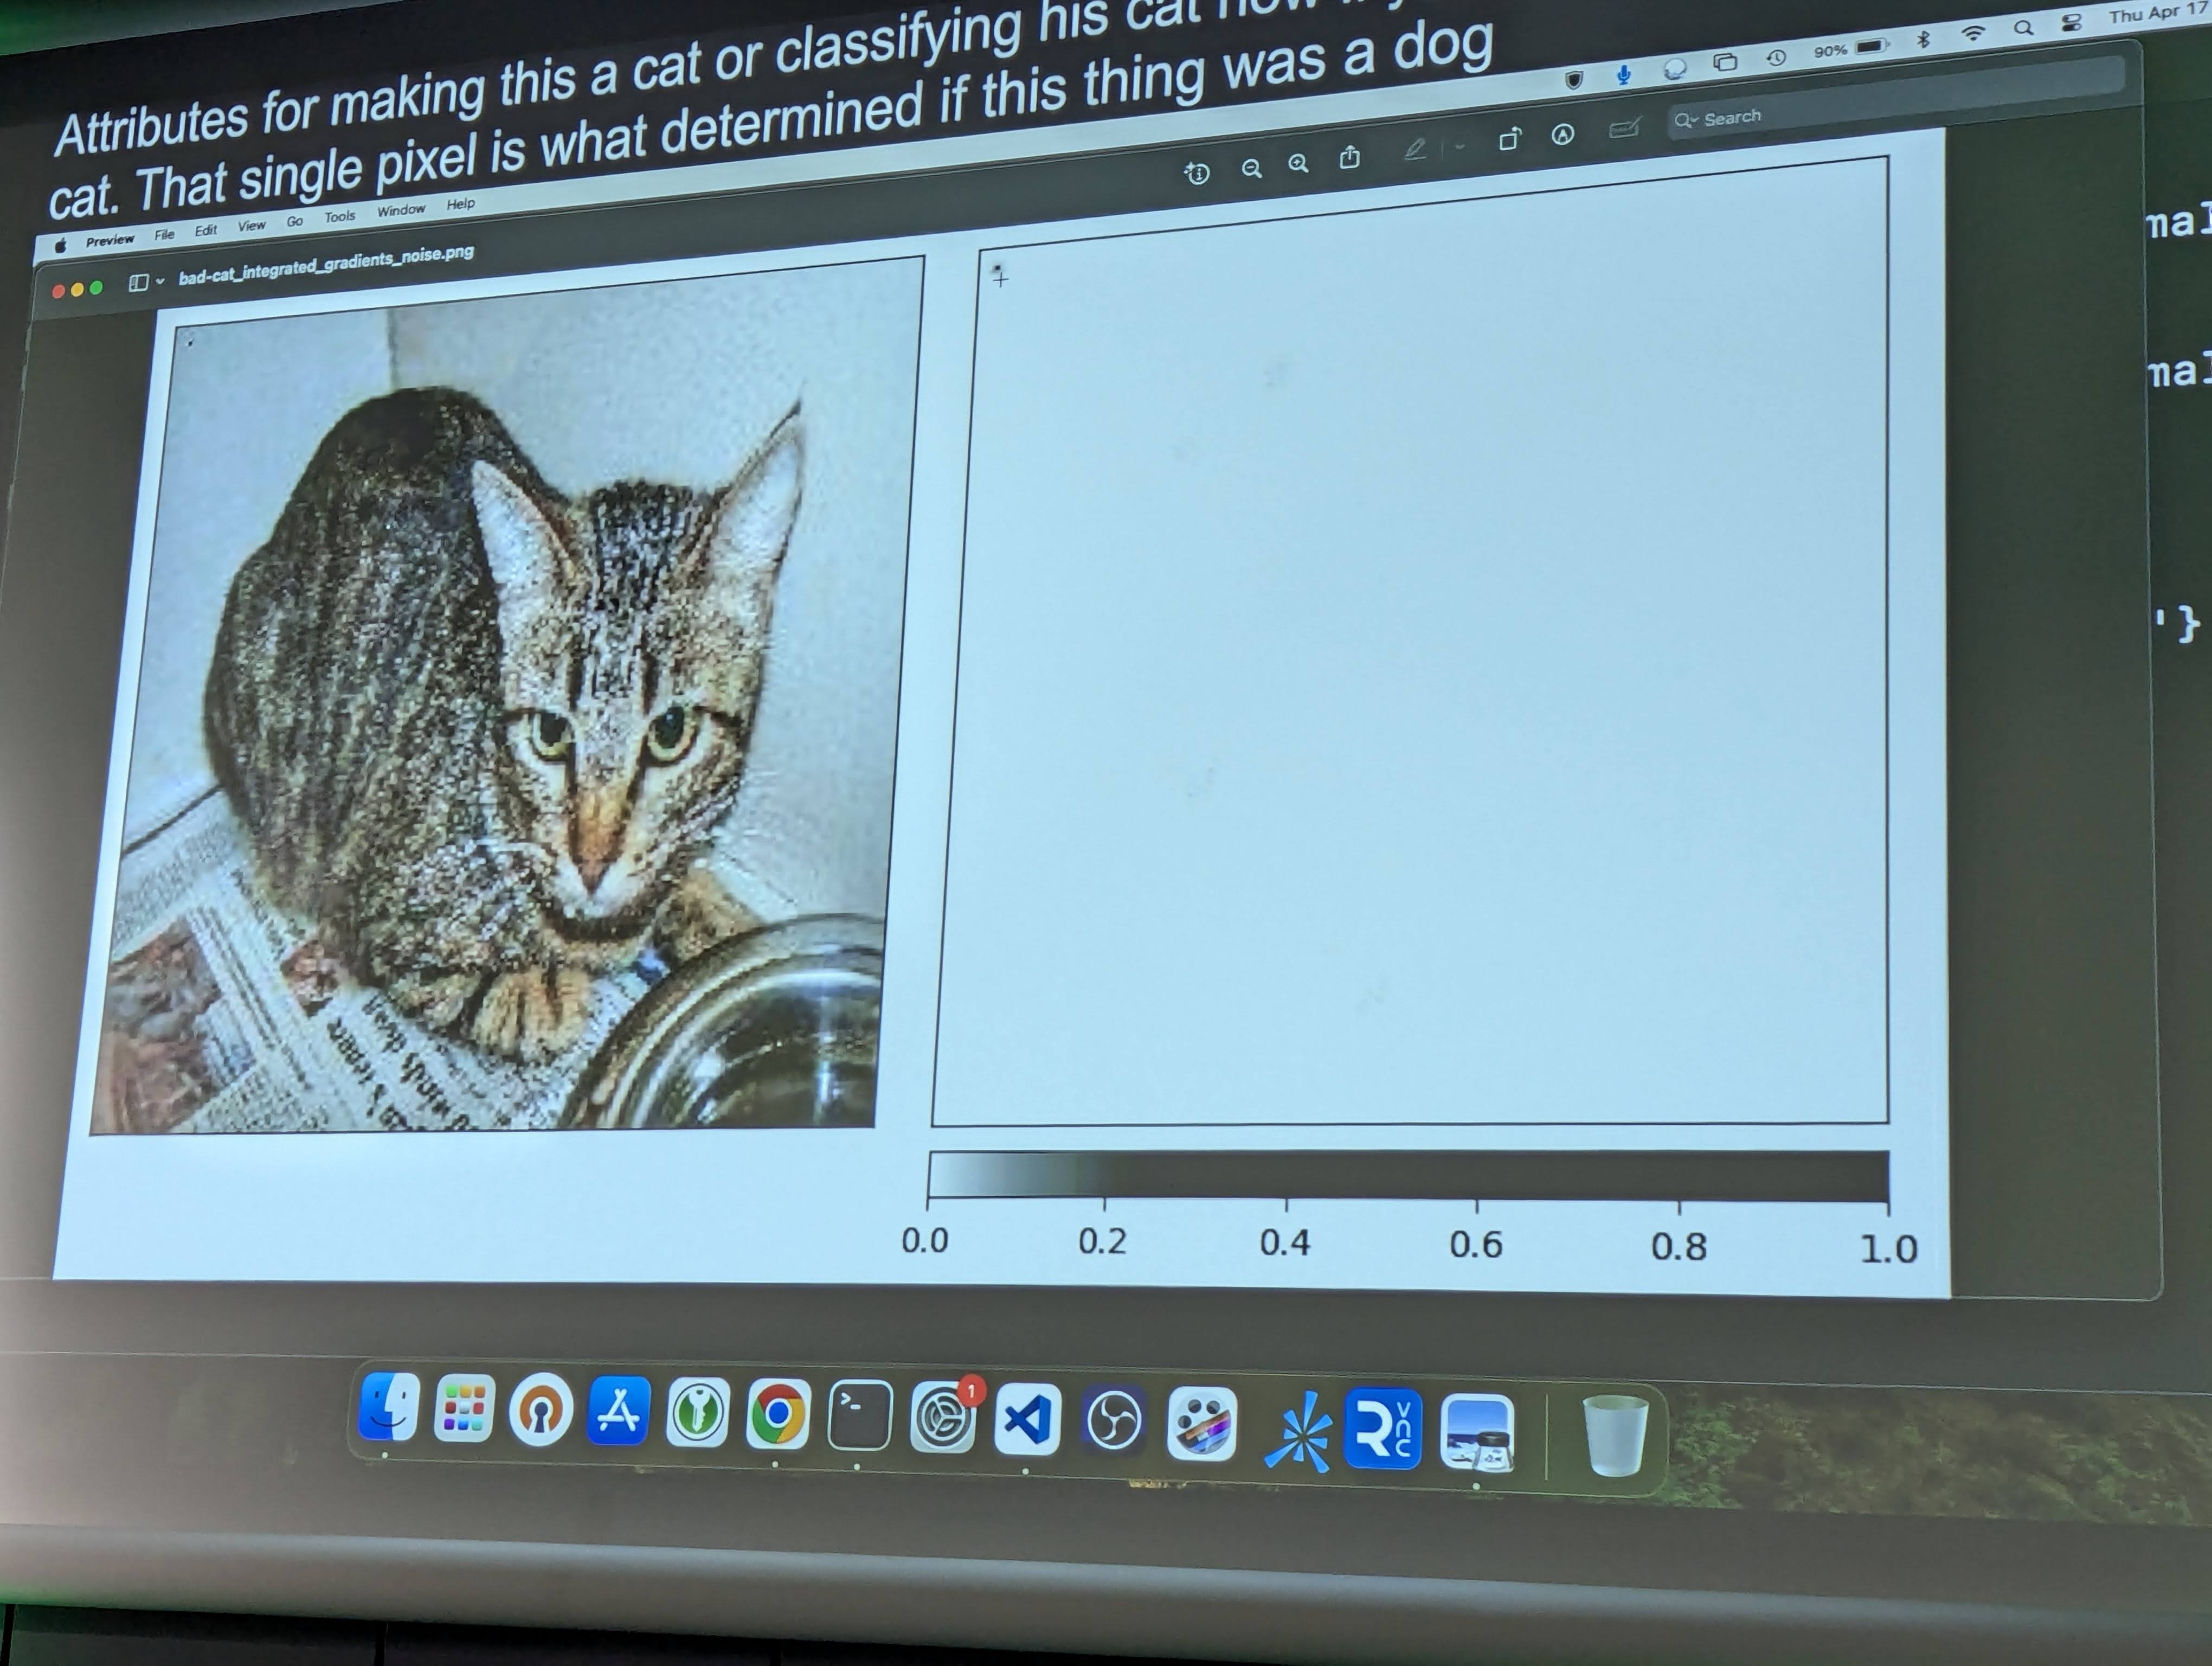 Attributes for making this a cat or classifying his cat
cat. That single pixel is what determined if this thing was a dog
90%
Thu Apr 17
Preview File Edit View Go Tools Window Help
bad-cat_integrated_gradients_noise.png
Search
mal
mal
'}
0.0 0.2 0.4 0.6 0.8 1.0
>_
1
R
VNC